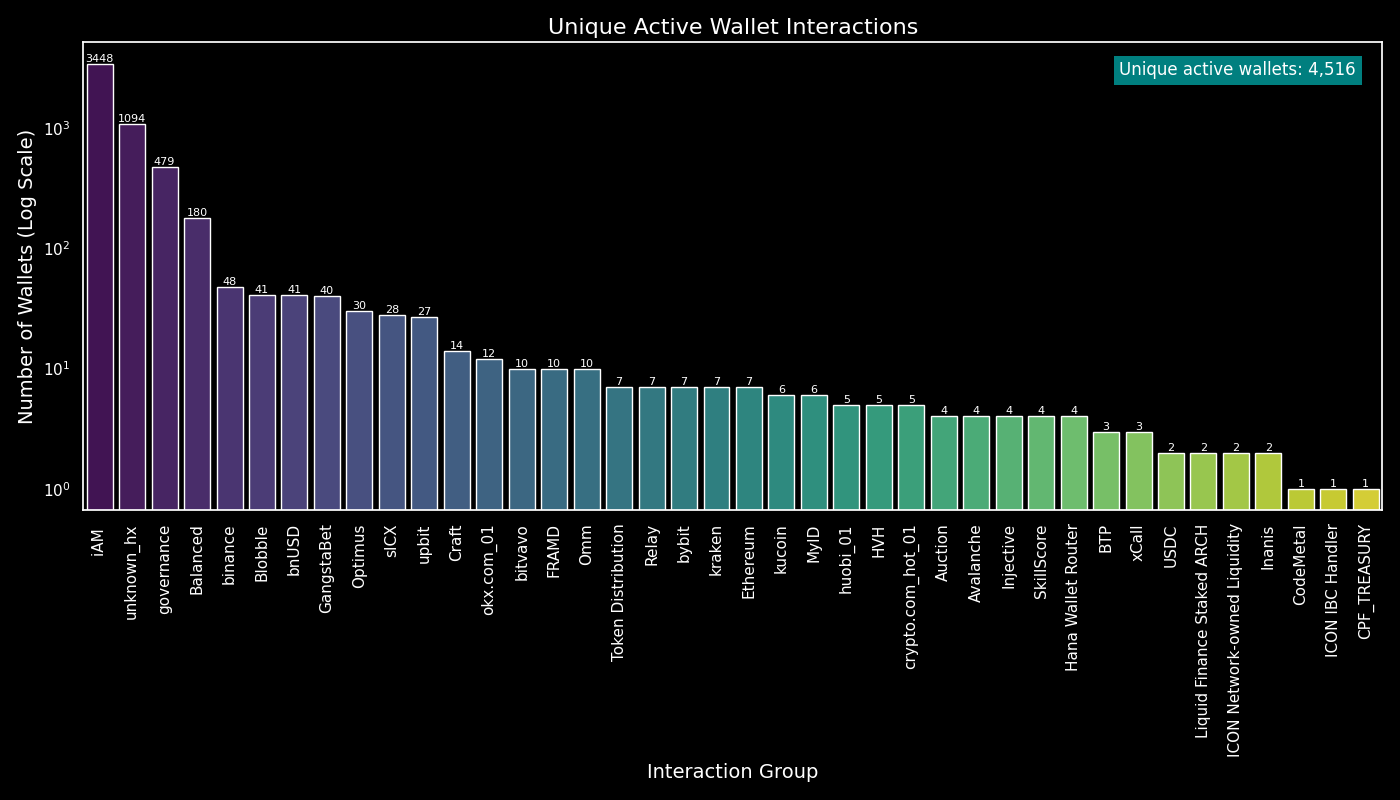 Unique Active Wallet Interactions
Unique active wallets: 4,516
Number of Wallets (Log Scale)
10³
10²
10¹
10⁰
3448
1094
479
180
48
41
41
40
30
28
27
14
12
10
10
10
7
7
7
7
7
6
6
5
5
5
4
4
4
4
4
3
3
2
2
2
2
1
1
1
IAM
unknown_hx
governance
Balanced
binance
Blobble
bnUSD
GangstaBet
Optimus
sICX
upbit
Craft
okx.com_01
bitvavo
FRAMD
Omm
Token Distribution
Relay
bybit
kraken
Ethereum
kucoin
MyID
huobi_01
HVH
crypto.com_hot_01
Auction
Avalanche
Injective
SkillScore
Hana Wallet Router
BTP
xCall
USDC
Liquid Finance Staked ARCH
ICON Network-owned Liquidity
Inanis
CodeMetal
ICON IBC Handler
CPF_TREASURY
Interaction Group